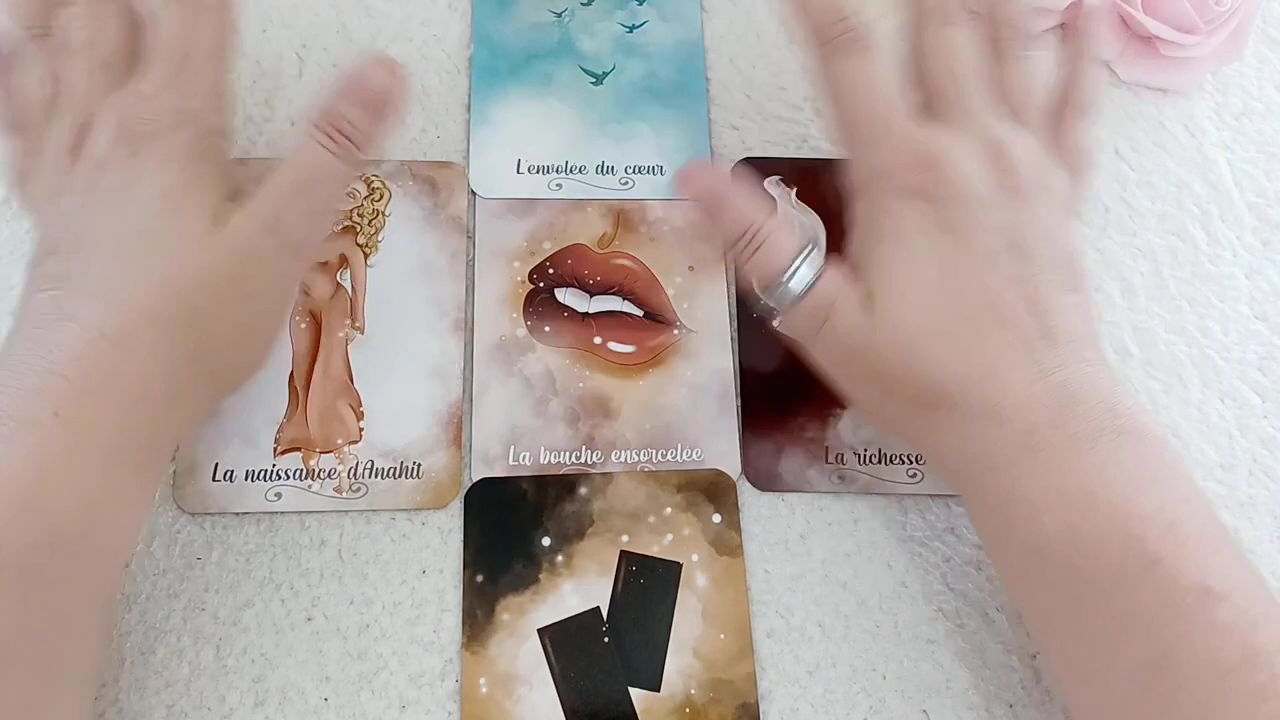 L'envolée du cœur
La naissance d'Anahit
La bouche ensorcelée
La richesse